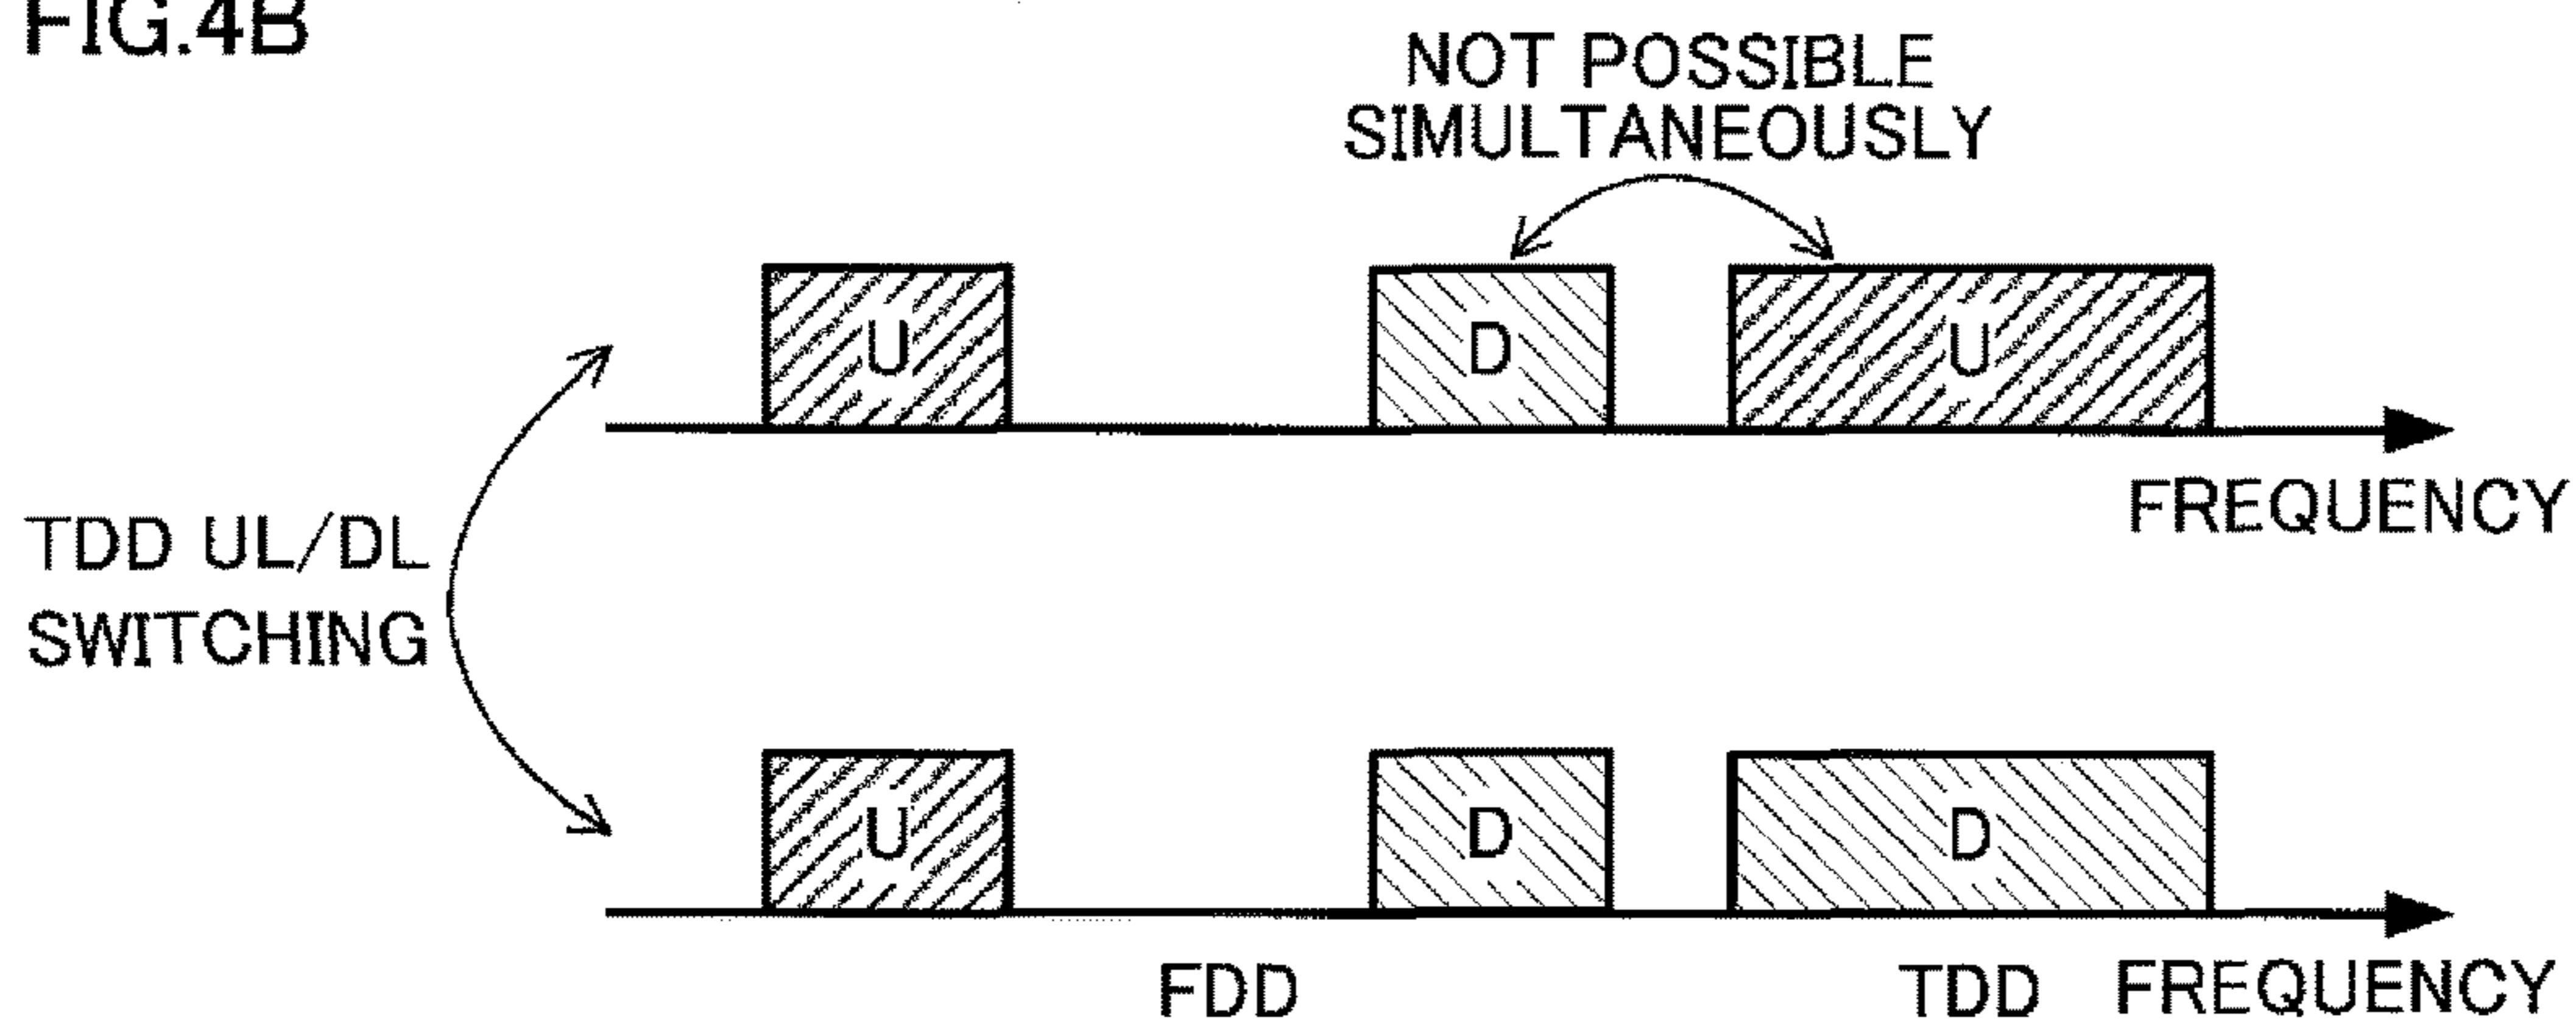 FIG.4B
NOT POSSIBLE
SIMULTANEOUSLY
U
D
U
FREQUENCY
TDD UL/DL
SWITCHING
U
D
D
FDD
TDD
FREQUENCY